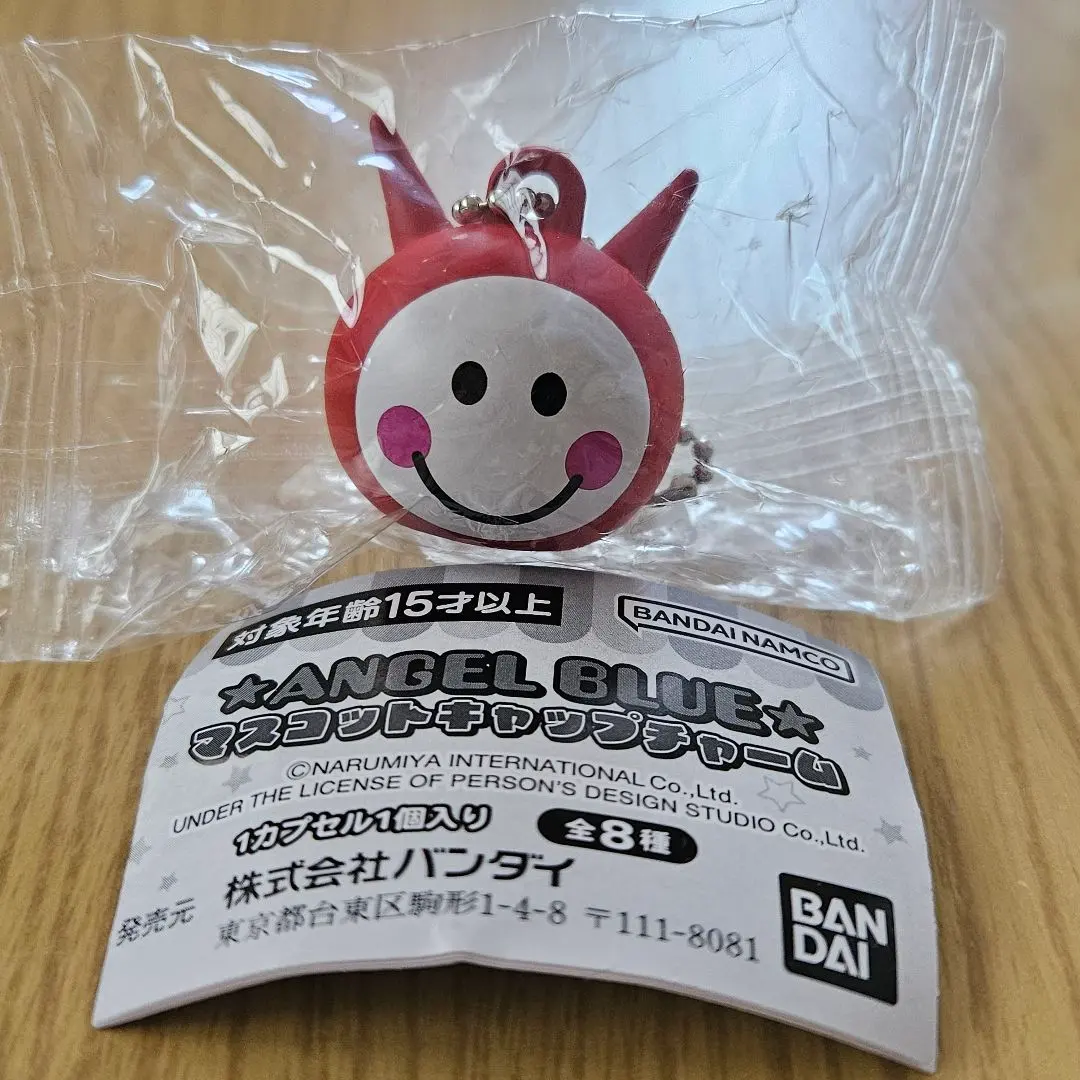 対象年齢15才以上
BANDAI NAMCO
★ANGEL BLUE★
マスコットキャップチャーム
©NARUMIYA INTERNATIONAL Co.,Ltd.
UNDER THE LICENSE OF PERSON'S DESIGN STUDIO Co.,Ltd.
1カプセル1個入り 全8種
発売元 株式会社バンダイ
東京都台東区駒形1-4-8 〒111-8081
BAN
DAI